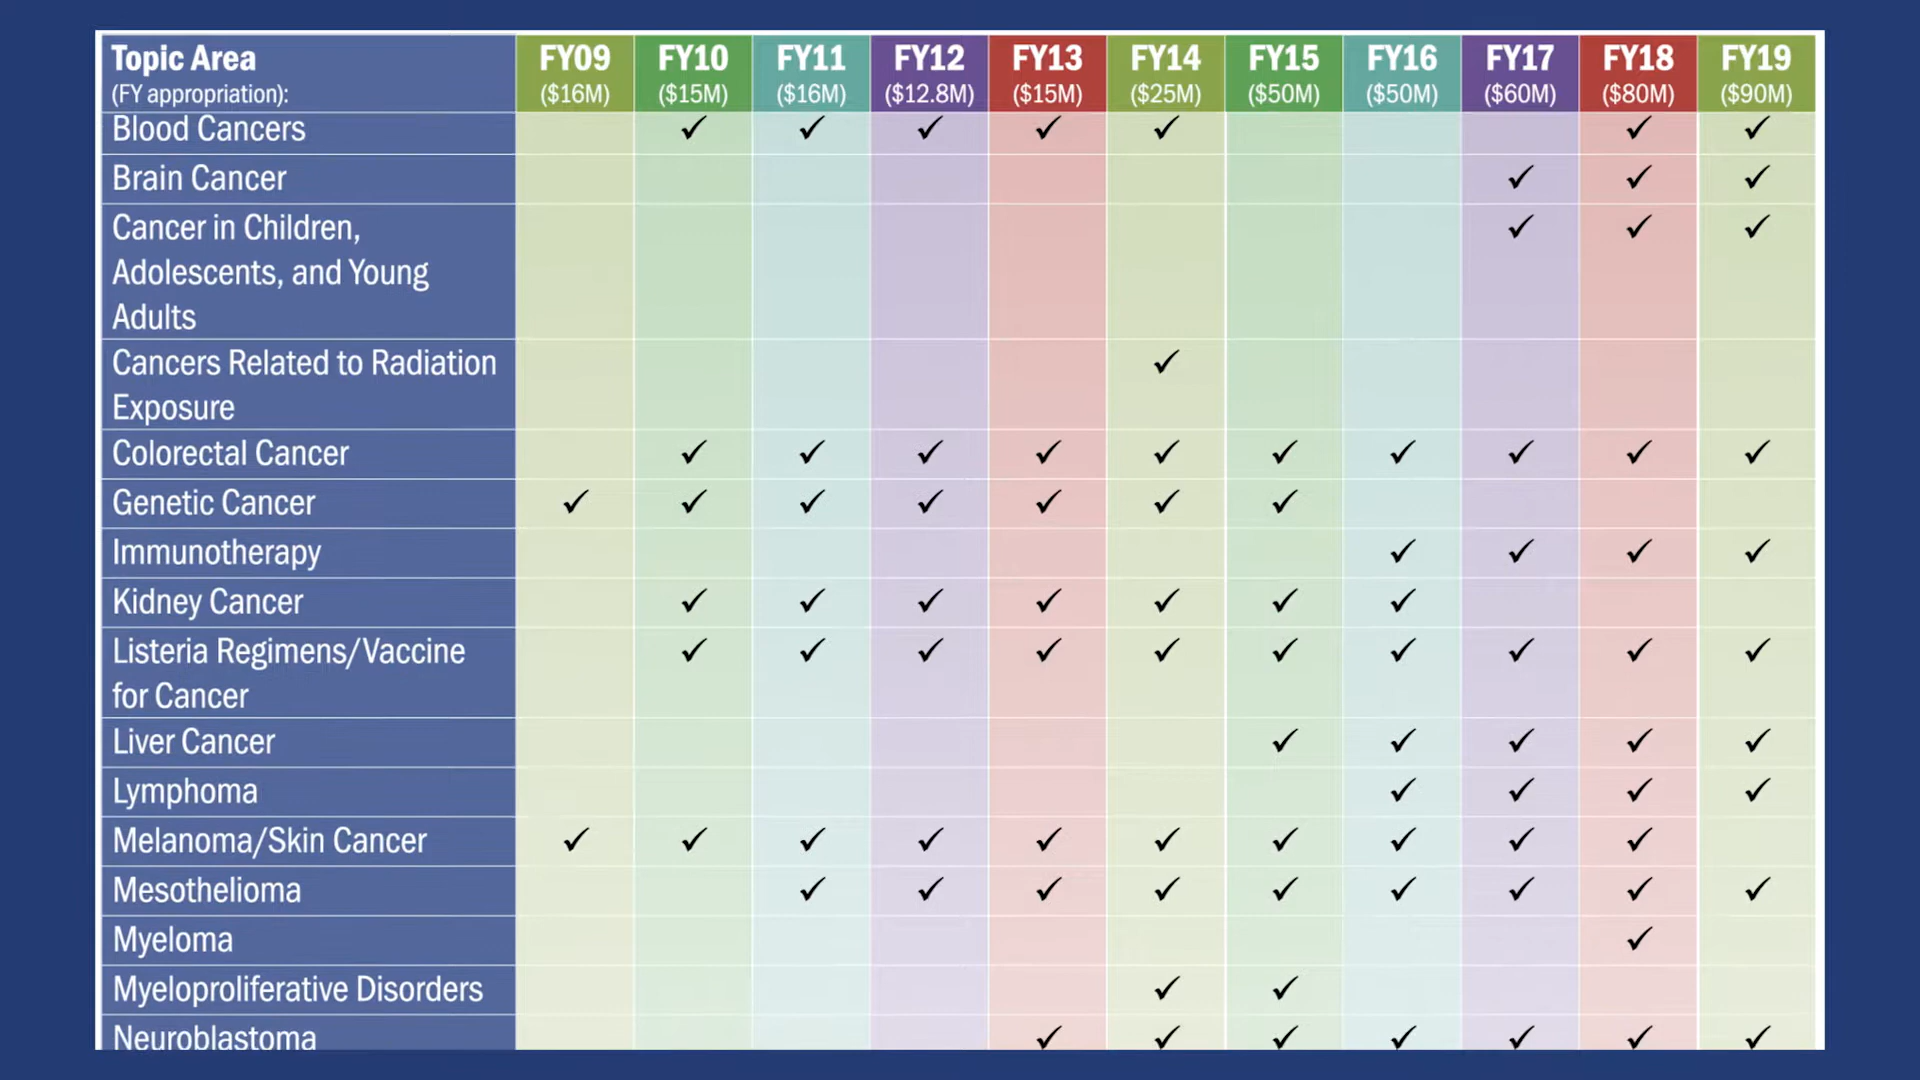 Topic Area FY09 FY10 FY11 FY12 FY13 FY14 FY15 FY16 FY17 FY18 FY19
(FY appropriation): ($16M) ($15M) ($16M) ($12.8M) ($15M) ($25M) ($50M) ($50M) ($60M) ($80M) ($90M)
Blood Cancers ✓ ✓ ✓ ✓ ✓ ✓ ✓
Brain Cancer ✓ ✓ ✓
Cancer in Children, ✓ ✓ ✓
Adolescents, and Young
Adults
Cancers Related to Radiation ✓
Exposure
Colorectal Cancer ✓ ✓ ✓ ✓ ✓ ✓ ✓ ✓ ✓ ✓
Genetic Cancer ✓ ✓ ✓ ✓ ✓ ✓ ✓
Immunotherapy ✓ ✓ ✓ ✓
Kidney Cancer ✓ ✓ ✓ ✓ ✓ ✓ ✓
Listeria Regimens/Vaccine ✓ ✓ ✓ ✓ ✓ ✓ ✓ ✓ ✓ ✓
for Cancer
Liver Cancer ✓ ✓ ✓ ✓ ✓
Lymphoma ✓ ✓ ✓ ✓
Melanoma/Skin Cancer ✓ ✓ ✓ ✓ ✓ ✓ ✓ ✓ ✓ ✓
Mesothelioma ✓ ✓ ✓ ✓ ✓ ✓ ✓ ✓ ✓
Myeloma ✓
Myeloproliferative Disorders ✓ ✓
Neuroblastoma ✓ ✓ ✓ ✓ ✓ ✓ ✓